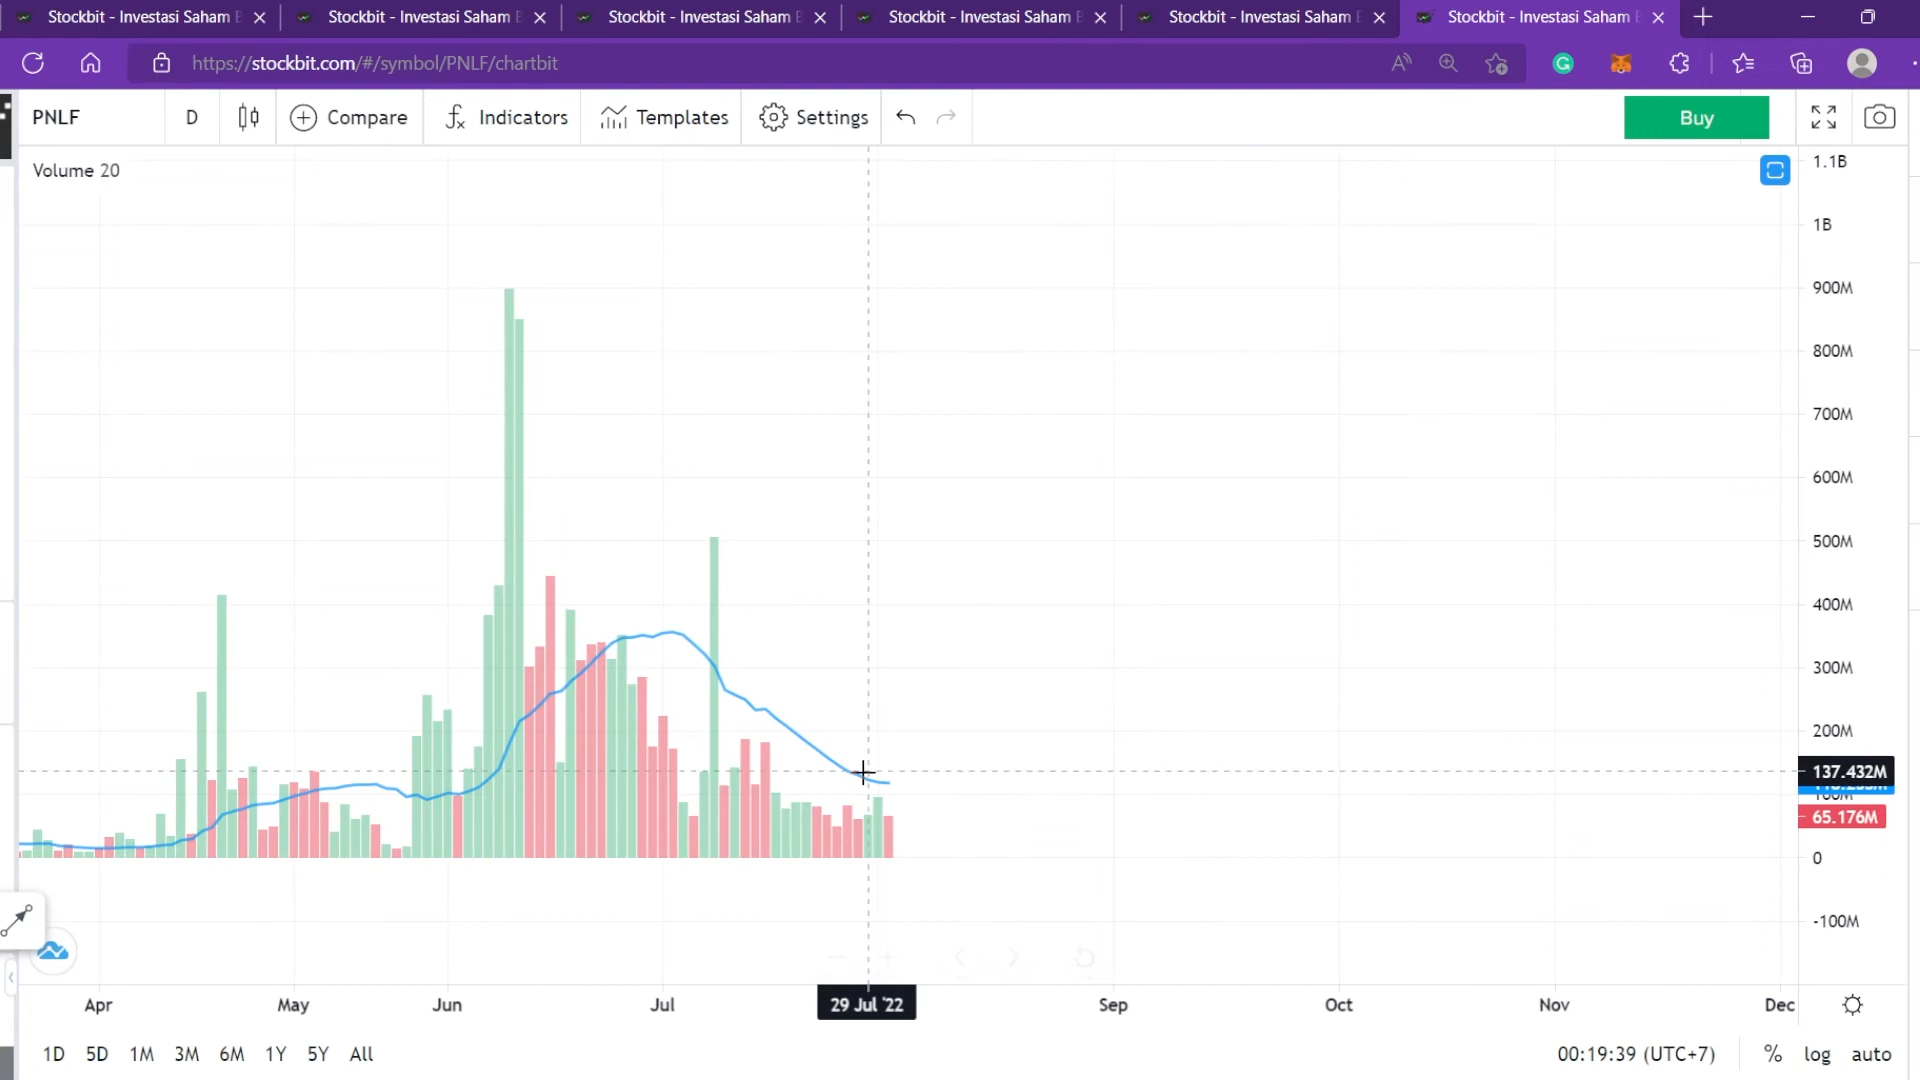 Stockbit - Investasi Saham B Stockbit - Investasi Saham B Stockbit - Investasi Saham B Stockbit - Investasi Saham B Stockbit - Investasi Saham B Stockbit - Investasi Saham B
https://stockbit.com/#/symbol/PNLF/chartbit
PNLF D Compare Indicators Templates Settings Buy
Volume 20
1.1B
1B
900M
800M
700M
600M
500M
400M
300M
200M
137.432M
65.176M
0
-100M
Apr May Jun Jul 29 Jul '22 Sep Oct Nov Dec
1D 5D 1M 3M 6M 1Y 5Y All 00:19:39 (UTC+7) % log auto